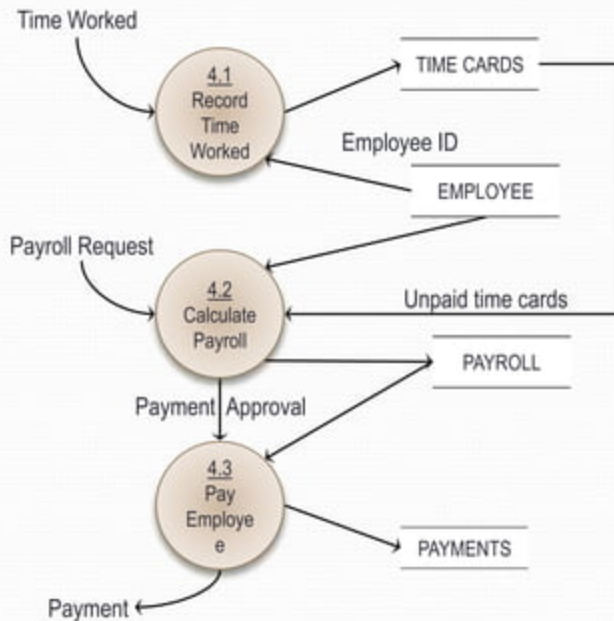 Time Worked
4.1
Record
Time
Worked
TIME CARDS
Employee ID
EMPLOYEE
Payroll Request
4.2
Calculate
Payroll
Unpaid time cards
PAYROLL
Payment Approval
4.3
Pay
Employe
e
PAYMENTS
Payment